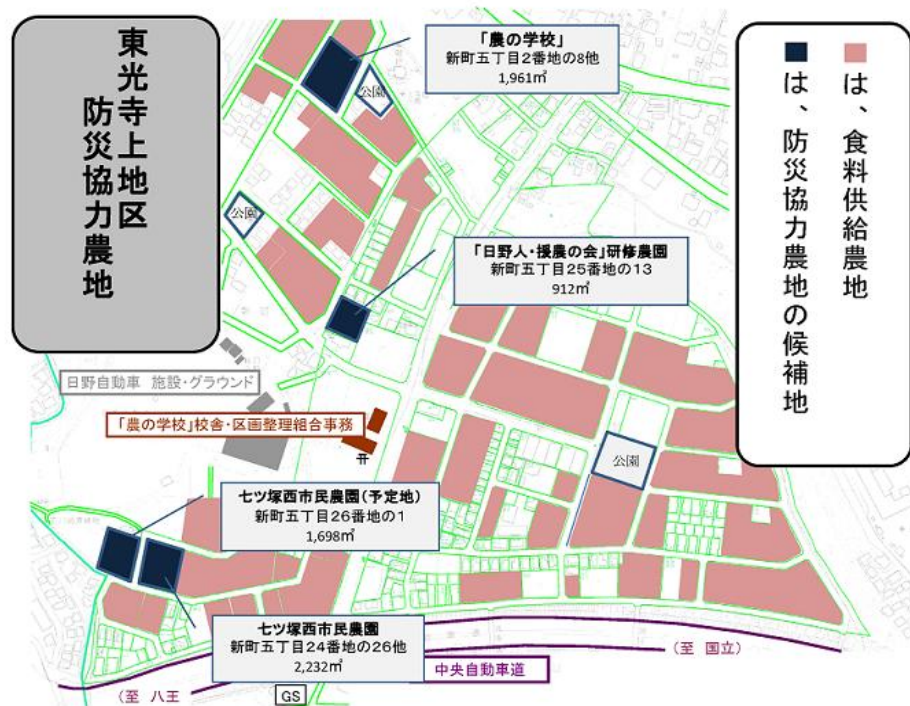 東光寺上地区
防災協力農地
「農の学校」
新町五丁目2番地の8他
1,961㎡
は、食料供給農地
は、防災協力農地の候補地
公園
公園
「日野人・援農の会」研修農園
新町五丁目25番地の13
912㎡
日野自動車 施設・グラウンド
「農の学校」校舎・区画整理組合事務
公園
七ツ塚西市民農園(予定地)
新町五丁目26番地の1
1,698㎡
七ツ塚西市民農園
新町五丁目24番地の26他
2,232㎡
中央自動車道
(至 国立)
(至 八王
GS